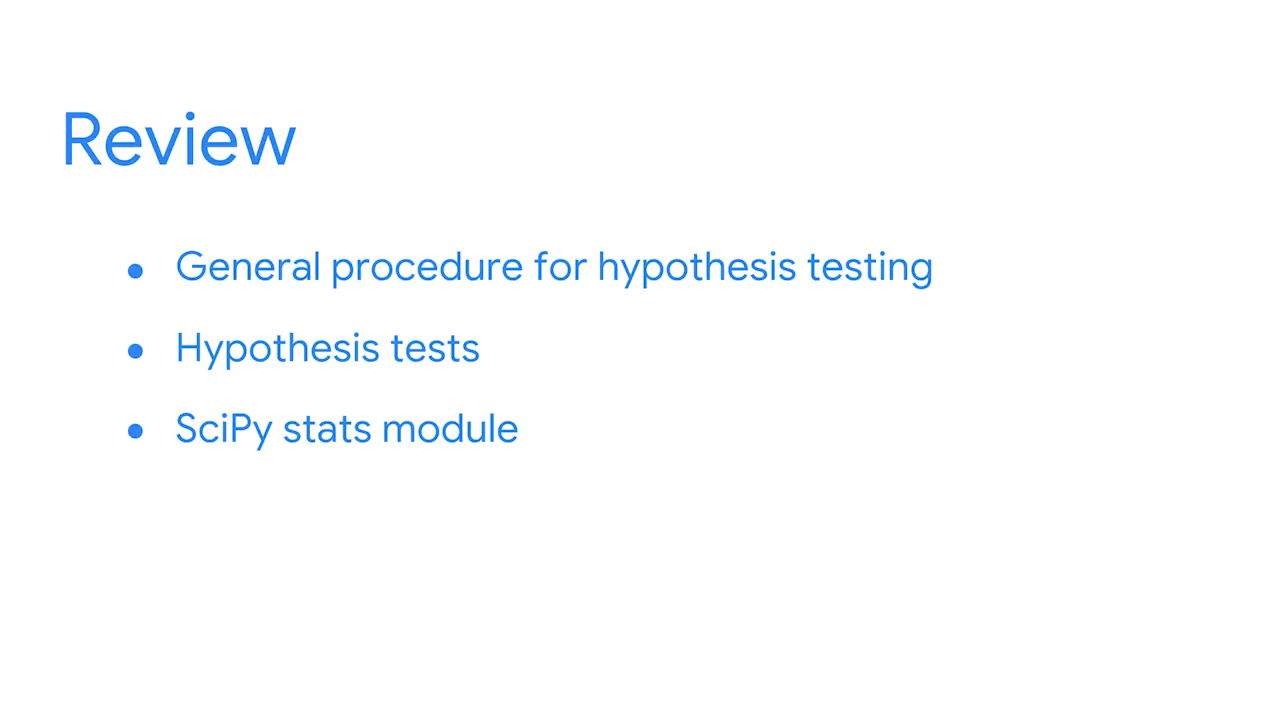 Review
• General procedure for hypothesis testing
• Hypothesis tests
• SciPy stats module